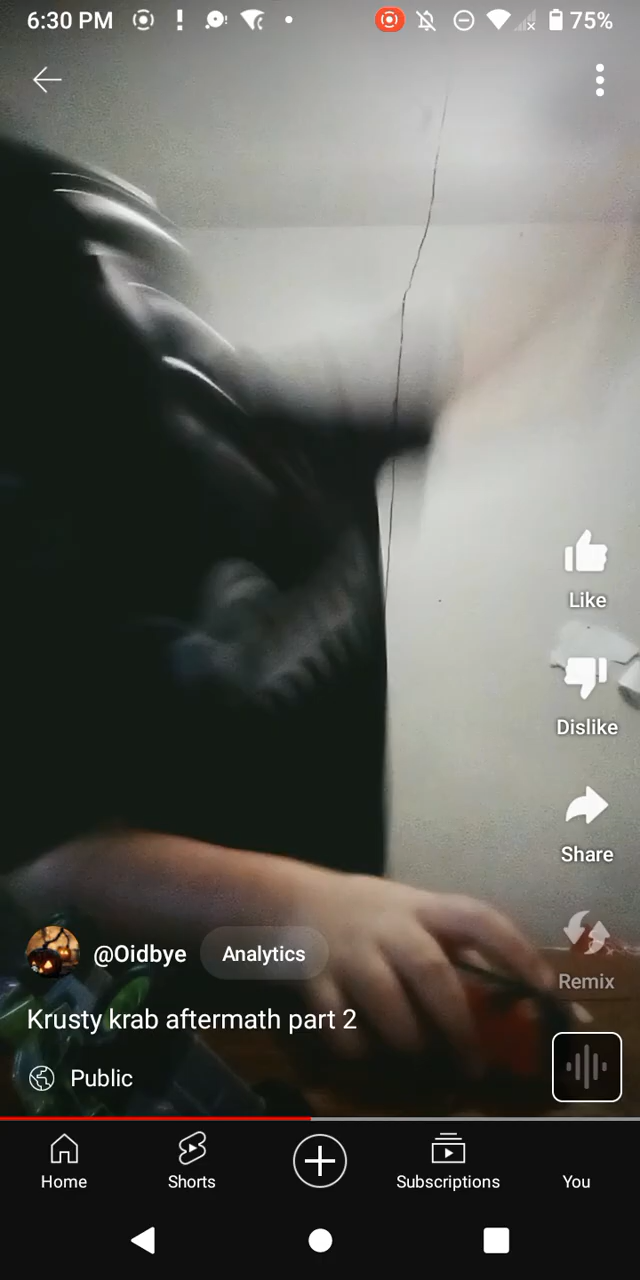 6:30 PM
75%
Like
Dislike
Share
Remix
@Oidbye
Analytics
Krusty krab aftermath part 2
Public
Home
Shorts
Subscriptions
You